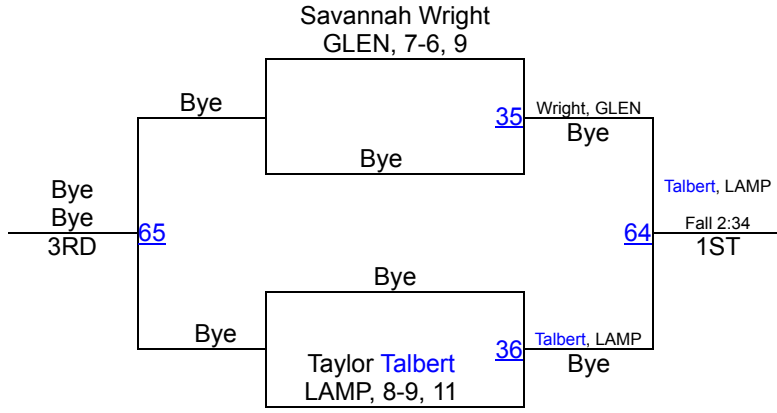 Savannah Wright
GLEN, 7-6, 9
Bye
35
Wright, GLEN
Bye
Bye
Bye
Bye
3RD
65
Talbert, LAMP
64
Fall 2:34
1ST
Bye
Bye
Taylor Talbert
LAMP, 8-9, 11
36
Talbert, LAMP
Bye